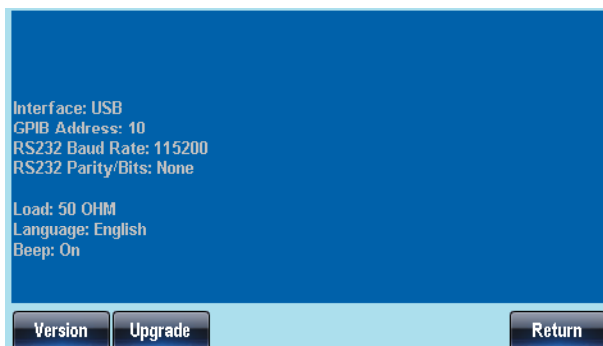 Interface: USB
GPIB Address: 10
RS232 Baud Rate: 115200
RS232 Parity/Bits: None
Load: 50 OHM
Language: English
Beep: On
Version Upgrade Return